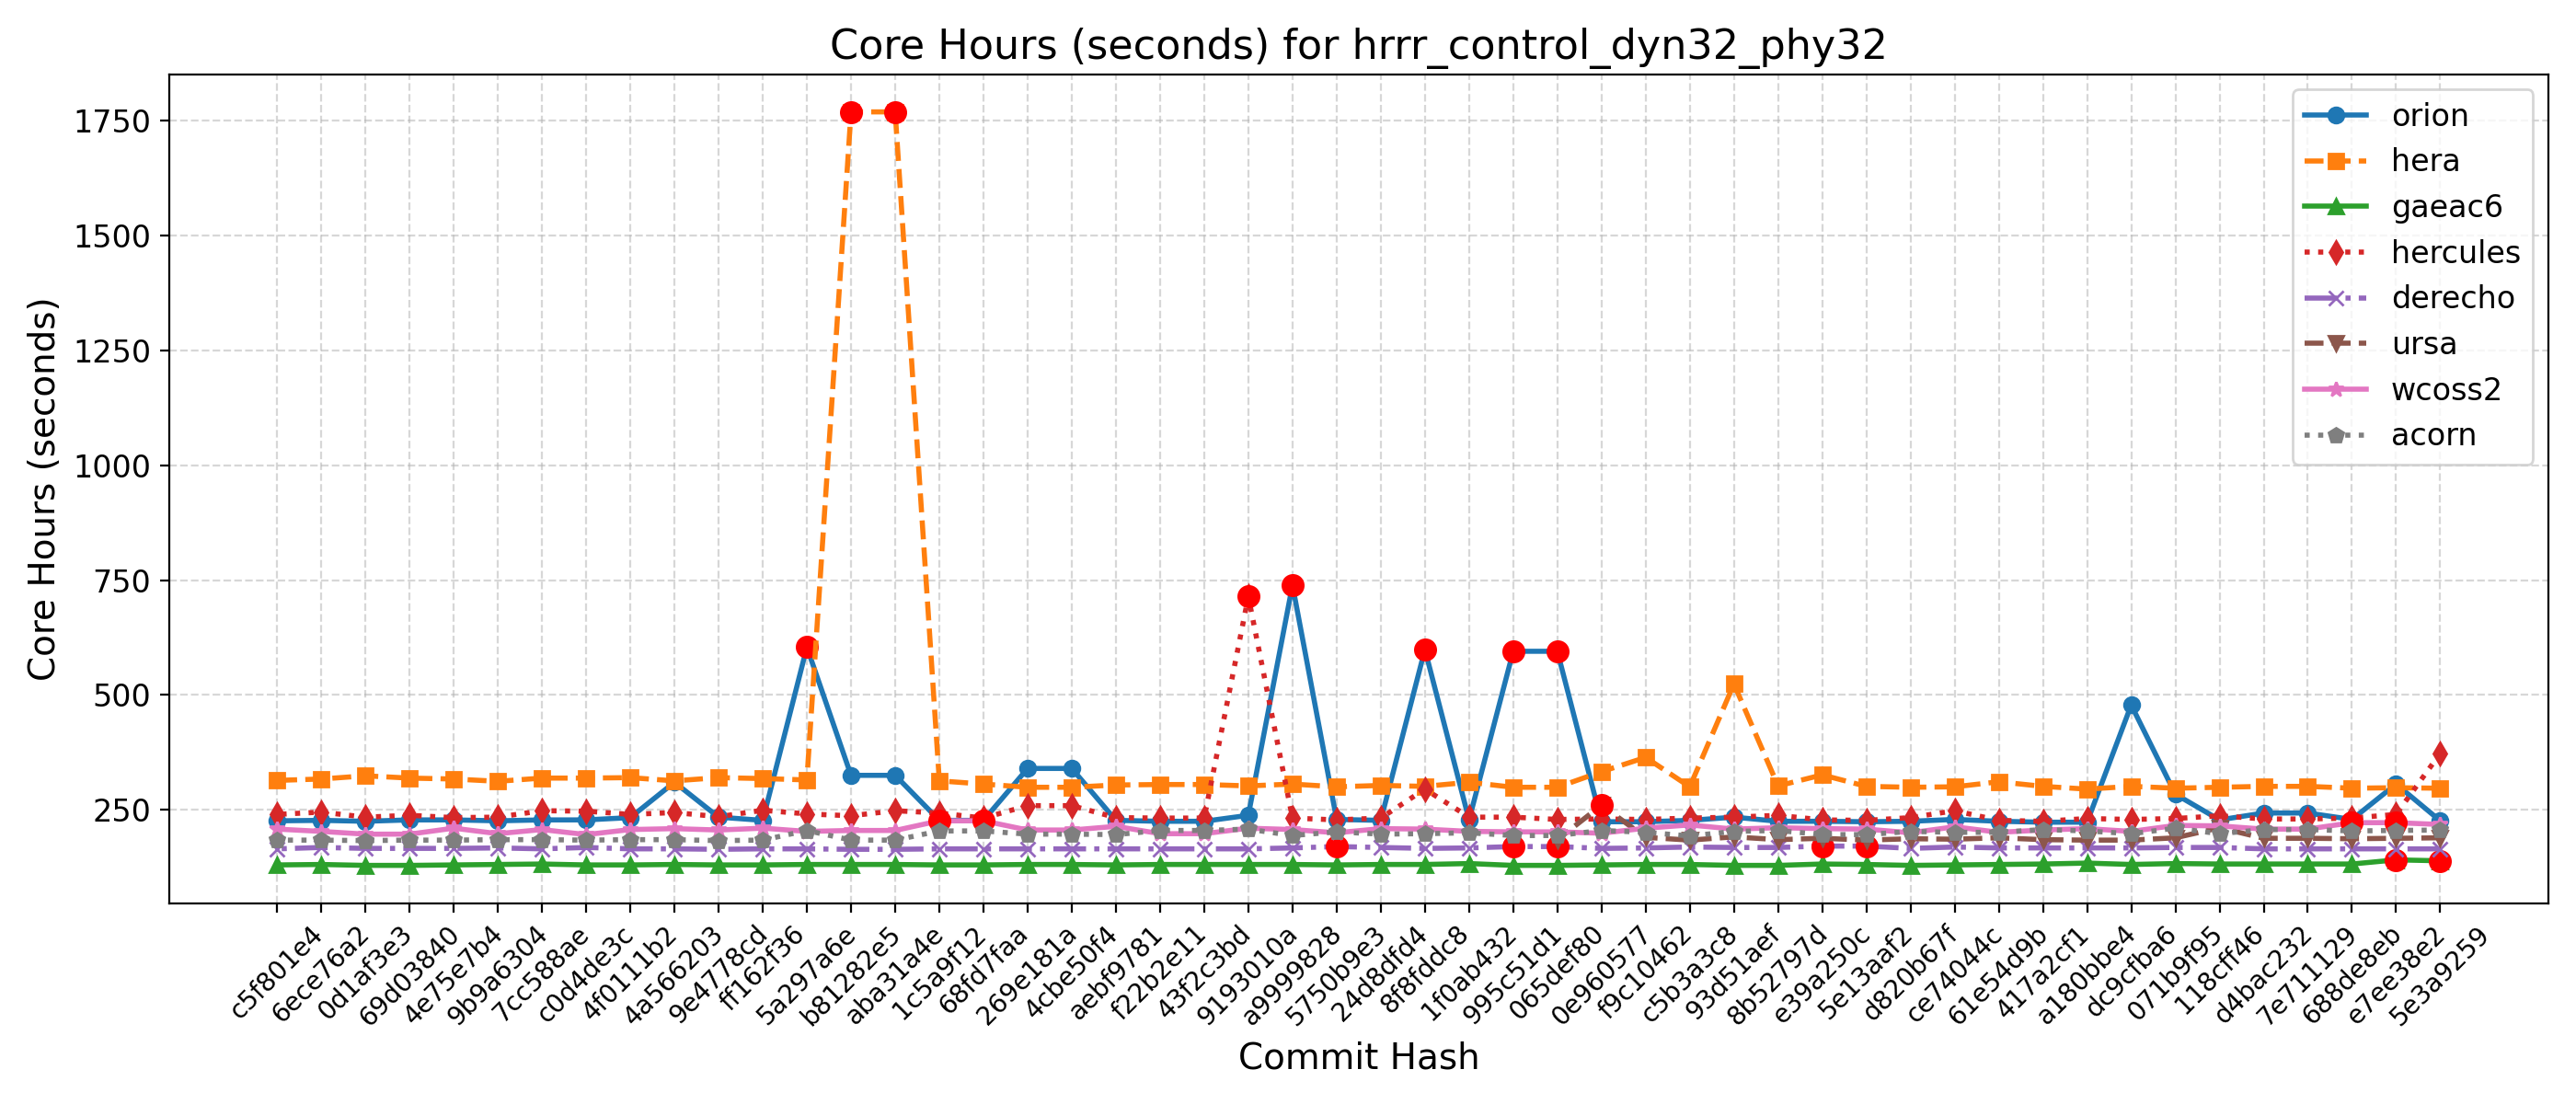 Core Hours (seconds) for hrrr_control_dyn32_phy32
Core Hours (seconds)
1750
1500
1250
1000
750
500
250
orion
hera
gaeac6
hercules
derecho
ursa
wcoss2
acorn
c5f801e4
6ece76a2
0d1af3e3
69d03840
4e75e7b4
9b9a6304
7cc588ae
c0d4de3c
4f0111b2
4a566203
9e4778cd
ff162f36
5a297a6e
b81282e5
aba31a4e
1c5a9f12
68fd7faa
269e181a
4cbe50f4
aebf9781
f22b2e11
43f2c3bd
9193010a
a9999828
5750b9e3
24d8dfd4
8f8fddc8
1f0ab432
995c51d1
065def80
0e960577
f9c10462
c5b3a3c8
93d51aef
8b52797d
e39a250c
5e13aaf2
d820b67f
ce74044c
61e54d9b
417a2cf1
a180bbe4
dc9cfba6
071b9f95
118cff46
d4bac232
7e711129
688de8eb
e7ee38e2
5e3a9259
Commit Hash